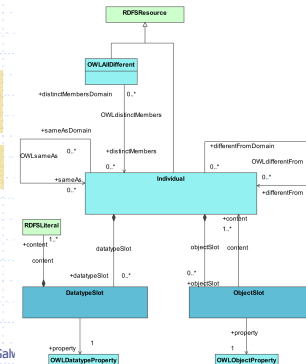 RDFSResource
OWLAllDifferent
+distinctMembersDomain 0..*
OWLdistinctMembers
+sameAsDomain
+differentFromDomain
OWLsameAs 0..*
+distinctMembers
0..*
OWLdifferentFrom
0..*
0..*
+sameAs
0..*
Individual
+differentFrom
RDFSLiteral
+content
1..*
+content
1..*
content
datatypeSlot
objectSlot
content
+datatypeSlot
0..*
0..*
+objectSlot
DatatypeSlot
ObjectSlot
+property
1
+property
1
OWLDatatypeProperty
OWLObjectProperty